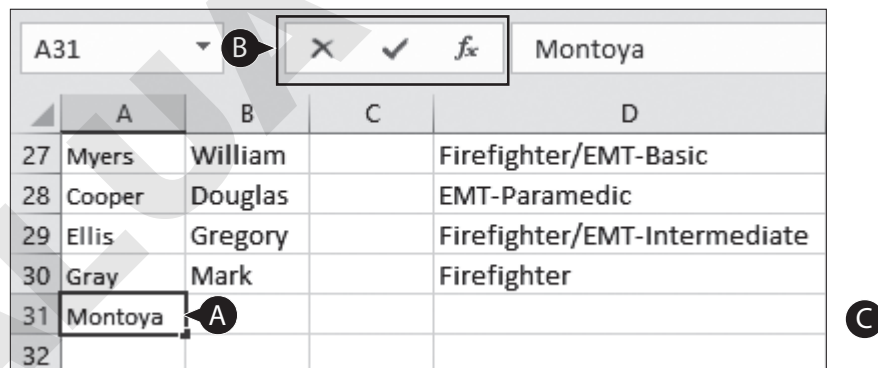 A31 B × ✓ fx Montoya
A B C D
27 Myers William Firefighter/EMT-Basic
28 Cooper Douglas EMT-Paramedic
29 Ellis Gregory Firefighter/EMT-Intermediate
30 Gray Mark Firefighter
31 Montoya A C
32